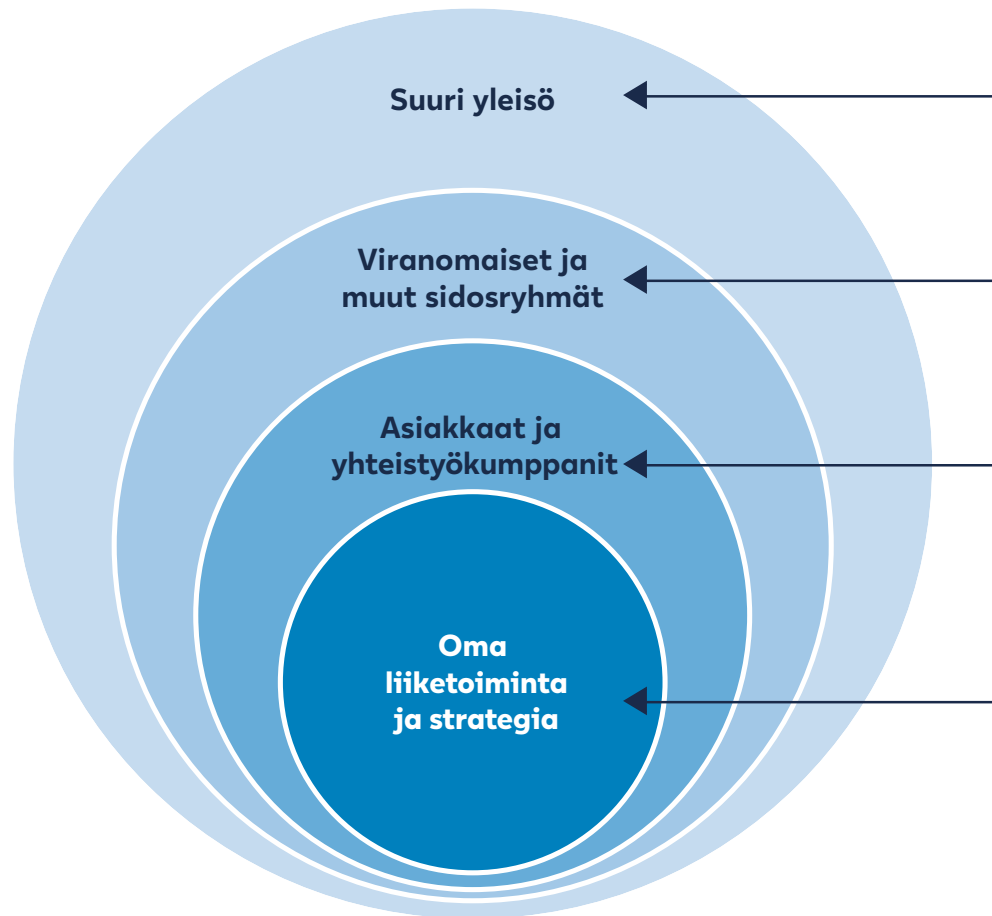 Suuri yleisö
Viranomaiset ja
muut sidosryhmät
Asiakkaat ja
yhteistyökumppanit
Oma
liiketoiminta
ja strategia